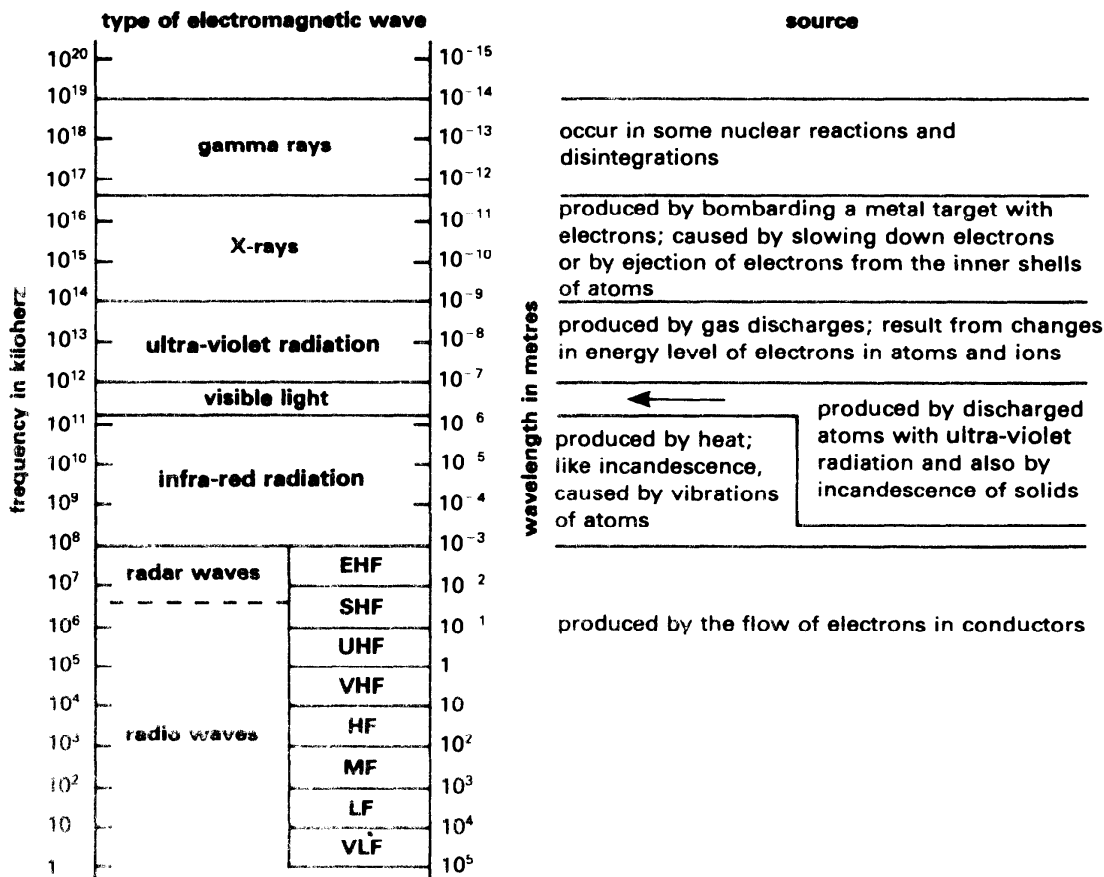 type of electromagnetic wave
source
frequency in kiloherz
10²⁰
10¹⁹
10¹⁸
10¹⁷
10¹⁶
10¹⁵
10¹⁴
10¹³
10¹²
10¹¹
10¹⁰
10⁹
10⁸
10⁷
10⁶
10⁵
10⁴
10³
10²
10
1
gamma rays
X-rays
ultra-violet radiation
visible light
infra-red radiation
radar waves
radio waves
EHF
SHF
UHF
VHF
HF
MF
LF
VLF
10⁻¹⁵
10⁻¹⁴
10⁻¹³
10⁻¹²
10⁻¹¹
10⁻¹⁰
10⁻⁹
10⁻⁸
10⁻⁷
10 ⁶
10 ⁵
10⁻⁴
10⁻³
10 ²
10 ¹
1
10
10²
10³
10⁴
10⁵
wavelength in metres
occur in some nuclear reactions and
disintegrations
produced by bombarding a metal target with
electrons; caused by slowing down electrons
or by ejection of electrons from the inner shells
of atoms
produced by gas discharges; result from changes
in energy level of electrons in atoms and ions
produced by heat;
like incandescence,
caused by vibrations
of atoms
produced by discharged
atoms with ultra-violet
radiation and also by
incandescence of solids
produced by the flow of electrons in conductors